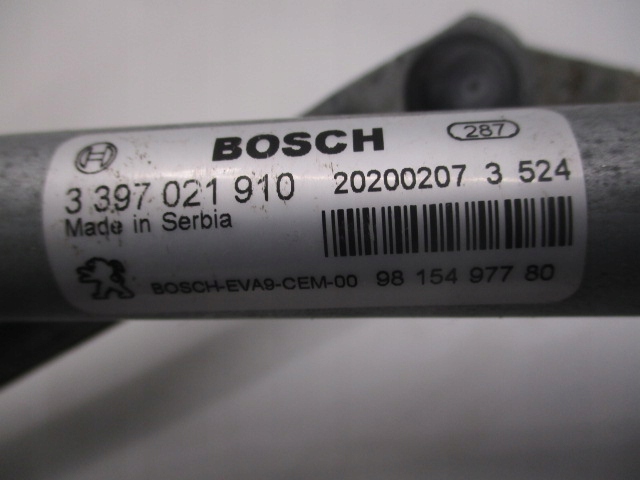 BOSCH 287
3 397 021 910 20200207 3 524
Made in Serbia
BOSCH-EVA9-CEM-00 98 154 977 80